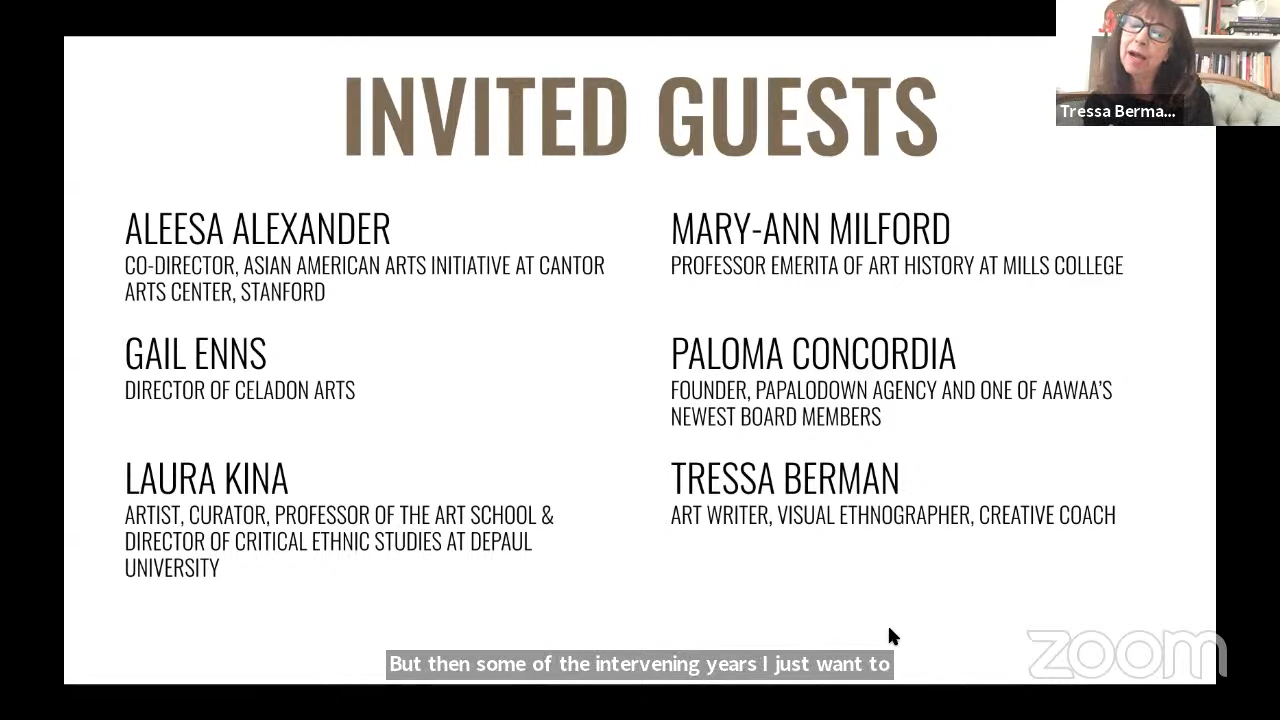 INVITED GUESTS
Tressa Berma...
ALEESA ALEXANDER
CO-DIRECTOR, ASIAN AMERICAN ARTS INITIATIVE AT CANTOR
ARTS CENTER, STANFORD
GAIL ENNS
DIRECTOR OF CELADON ARTS
LAURA KINA
ARTIST, CURATOR, PROFESSOR OF THE ART SCHOOL &
DIRECTOR OF CRITICAL ETHNIC STUDIES AT DEPAUL
UNIVERSITY
MARY-ANN MILFORD
PROFESSOR EMERITA OF ART HISTORY AT MILLS COLLEGE
PALOMA CONCORDIA
FOUNDER, PAPALODOWN AGENCY AND ONE OF AAWAA'S
NEWEST BOARD MEMBERS
TRESSA BERMAN
ART WRITER, VISUAL ETHNOGRAPHER, CREATIVE COACH
But then some of the intervening years I just want to
zoom